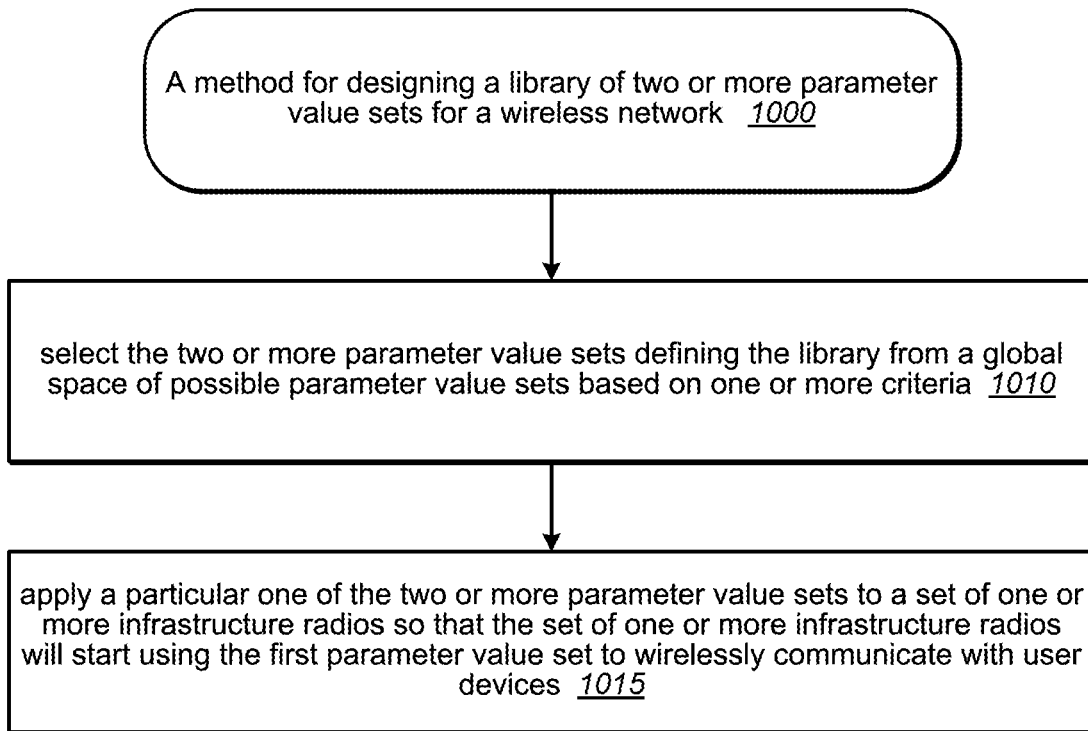 A method for designing a library of two or more parameter
value sets for a wireless network 1000
select the two or more parameter value sets defining the library from a global
space of possible parameter value sets based on one or more criteria 1010
apply a particular one of the two or more parameter value sets to a set of one or
more infrastructure radios so that the set of one or more infrastructure radios
will start using the first parameter value set to wirelessly communicate with user
devices 1015